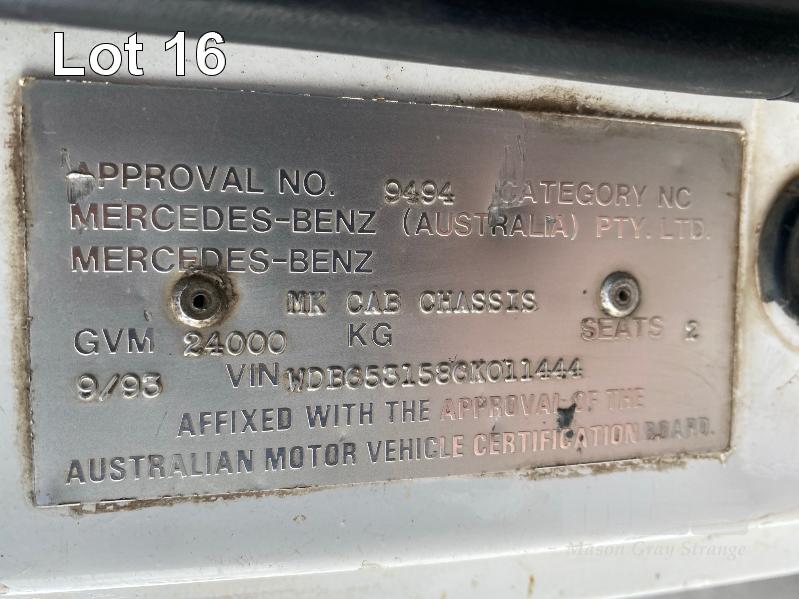 Lot 16
APPROVAL NO. 9494 CATEGORY NC
MERCEDES-BENZ (AUSTRALIA) PTY. LTD.
MERCEDES-BENZ
MK CAB CHASSIS
GVM 24000 KG SEATS 2
9/93 VIN WDB6531586K011444
AFFIXED WITH THE APPROVAL OF THE
AUSTRALIAN MOTOR VEHICLE CERTIFICATION BOARD.
Mason Gray Strange